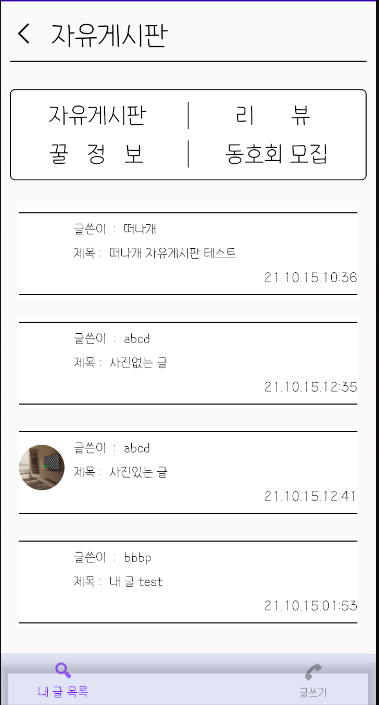 자유게시판
자유게시판 리 뷰
꿀 정 보 동호회 모집
글쓴이 : 떠나개
제목 : 떠나개 자유게시판 테스트
21.10.15.10:36
글쓴이 : abcd
제목 : 사진없는 글
21.10.15.12:35
글쓴이 : abcd
제목 : 사진있는 글
21.10.15.12:41
글쓴이 : bbbp
제목 : 내 글 test
21.10.15.01:53
내 글 목록 글쓰기